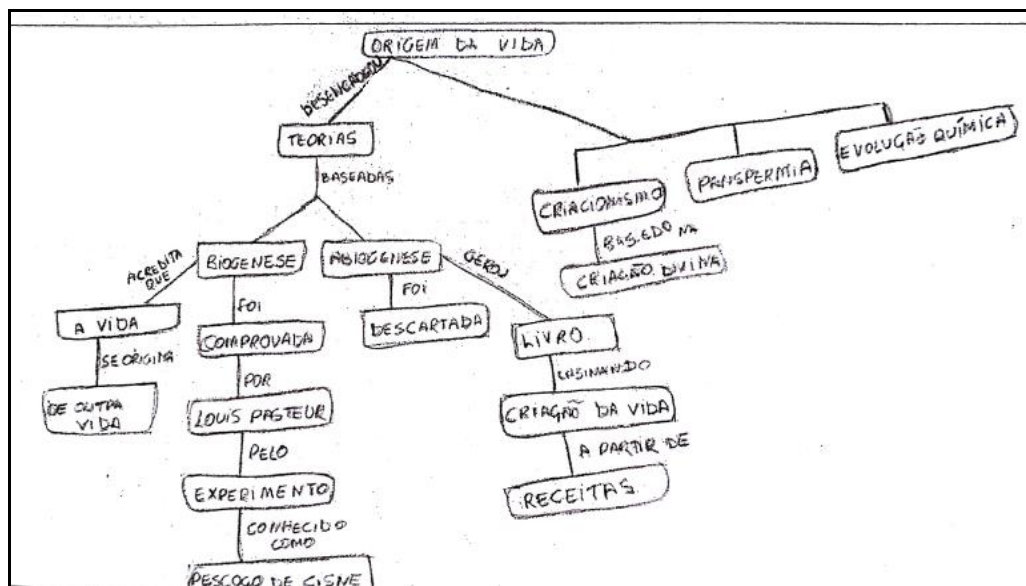 ORIGEM DA VIDA
DESENCADEOU
TEORIAS
BASEADAS
BIOGENESE
ACREDITA
QUE
A VIDA
SE ORIGINA
DE OUTRA
VIDA
FOI
COMPROVADA
POR
LOUIS PASTEUR
PELO
EXPERIMENTO
CONHECIDO
COMO
PESCOÇO DE CISNE
ABIOGENESE
FOI
DESCARTADA
GEROU
LIVRO
ENSINANDO
CRIAÇÃO DA VIDA
A PARTIR DE
RECEITAS
CRIACIONISMO
BASEDO NA
CRIAÇÃO DIVINA
PANSPERMIA
EVOLUÇÃO QUÍMICA